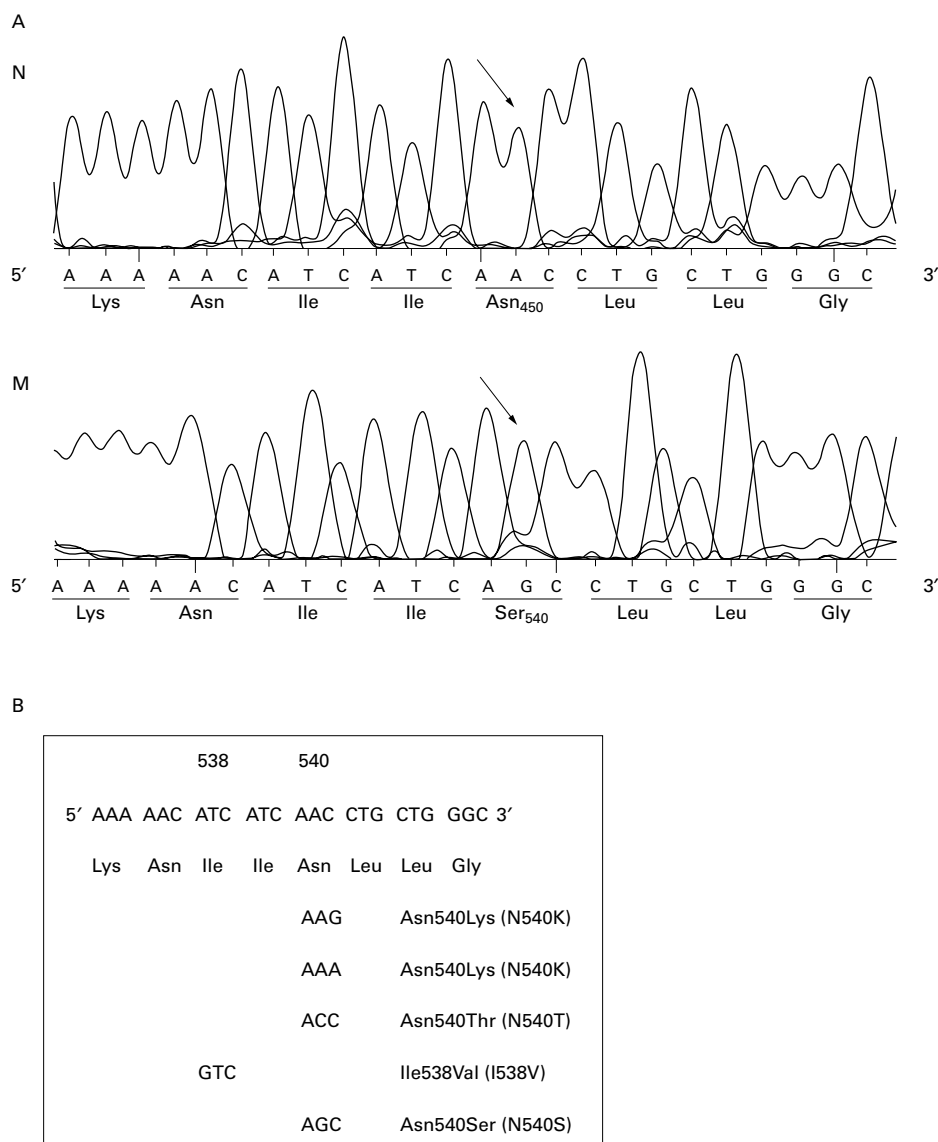 A
N
5′ A A A A A C A T C A T C A A C C T G C T G G G C 3′
Lys Asn Ile Ile Asn450 Leu Leu Gly
M
5′ A A A A A C A T C A T C A G C C T G C T G G G C 3′
Lys Asn Ile Ile Ser540 Leu Leu Gly
B
538 540
5′ AAA AAC ATC ATC AAC CTG CTG GGC 3′
Lys Asn Ile Ile Asn Leu Leu Gly
AAG Asn540Lys (N540K)
AAA Asn540Lys (N540K)
ACC Asn540Thr (N540T)
GTC Ile538Val (I538V)
AGC Asn540Ser (N540S)